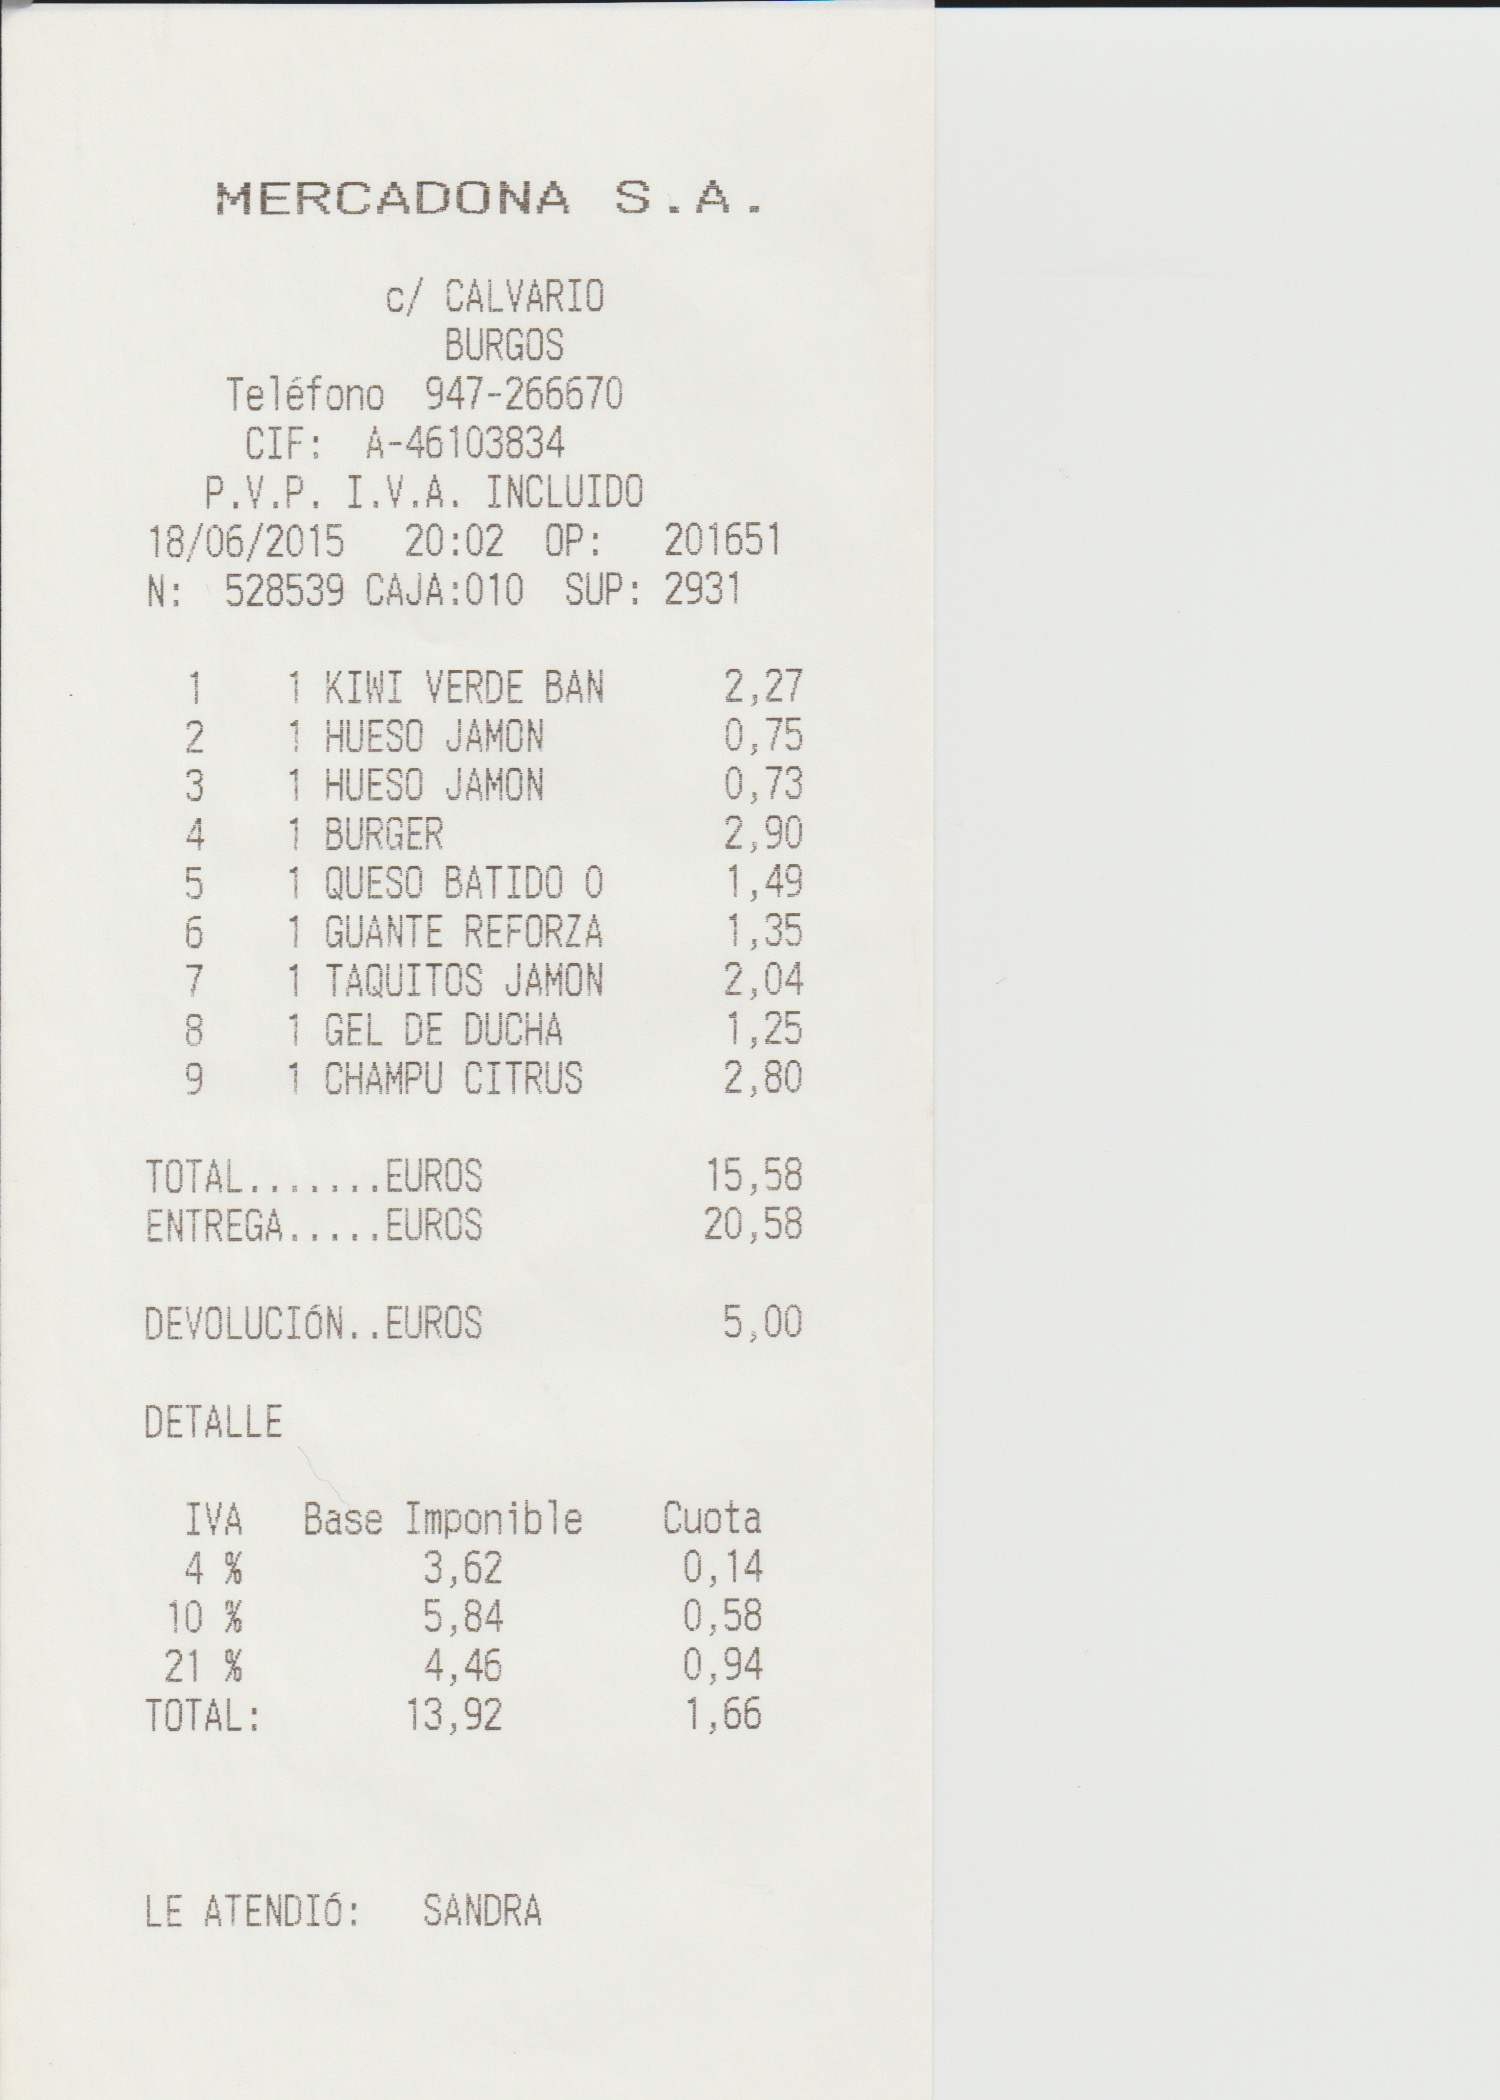 MERCADONA S.A.
c/ CALVARIO
BURGOS
Teléfono 947-266670
CIF: A-46103834
P.V.P. I.V.A. INCLUIDO
18/06/2015 20:02 OP: 201651
N: 528539 CAJA:010 SUP: 2931
1 1 KIWI VERDE BAN 2,27
2 1 HUESO JAMON 0,75
3 1 HUESO JAMON 0,73
4 1 BURGER 2,90
5 1 QUESO BATIDO 0 1,49
6 1 GUANTE REFORZA 1,35
7 1 TAQUITOS JAMON 2,04
8 1 GEL DE DUCHA 1,25
9 1 CHAMPU CITRUS 2,80
TOTAL.......EUROS 15,58
ENTREGA.....EUROS 20,58
DEVOLUCIóN..EUROS 5,00
DETALLE
IVA Base Imponible Cuota
4 % 3,62 0,14
10 % 5,84 0,58
21 % 4,46 0,94
TOTAL: 13,92 1,66
LE ATENDIó: SANDRA